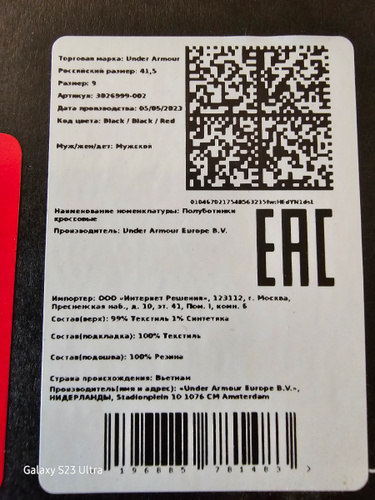 Торговая марка: Under Armour
Российский размер: 41,5
Размер: 9
Артикул: 3026999-002
Дата производства: 05/05/2023
Код цвета: Black / Black / Red
Муж/жен/дет: Мужской
Наименование номенклатуры: Полуботинки
кроссовые
Производитель: Under Armour Europe B.V.
EAC
Импортер: ООО «Интернет Решения», 123112, г. Москва,
Пресненская наб., д. 10, эт. 41, Пом. I, комн. 6
Состав(верх): 99% Текстиль 1% Синтетика
Состав(подкладка): 100% Текстиль
Состав(подошва): 100% Резина
Страна происхождения: Вьетнам
Производитель(имя и адрес): «Under Armour Europe B.V.»,
НИДЕРЛАНДЫ, Stadionplein 10 1076 CM Amsterdam
Galaxy S23 Ultra